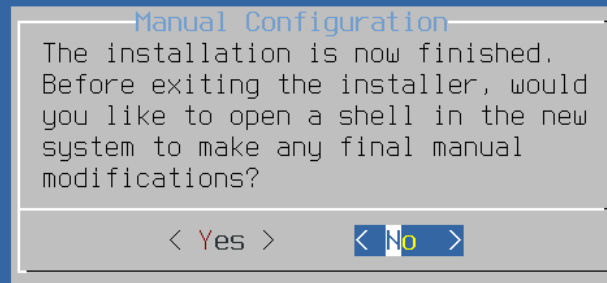 Manual Configuration
The installation is now finished.
Before exiting the installer, would
you like to open a shell in the new
system to make any final manual
modifications?
< Yes > < No >